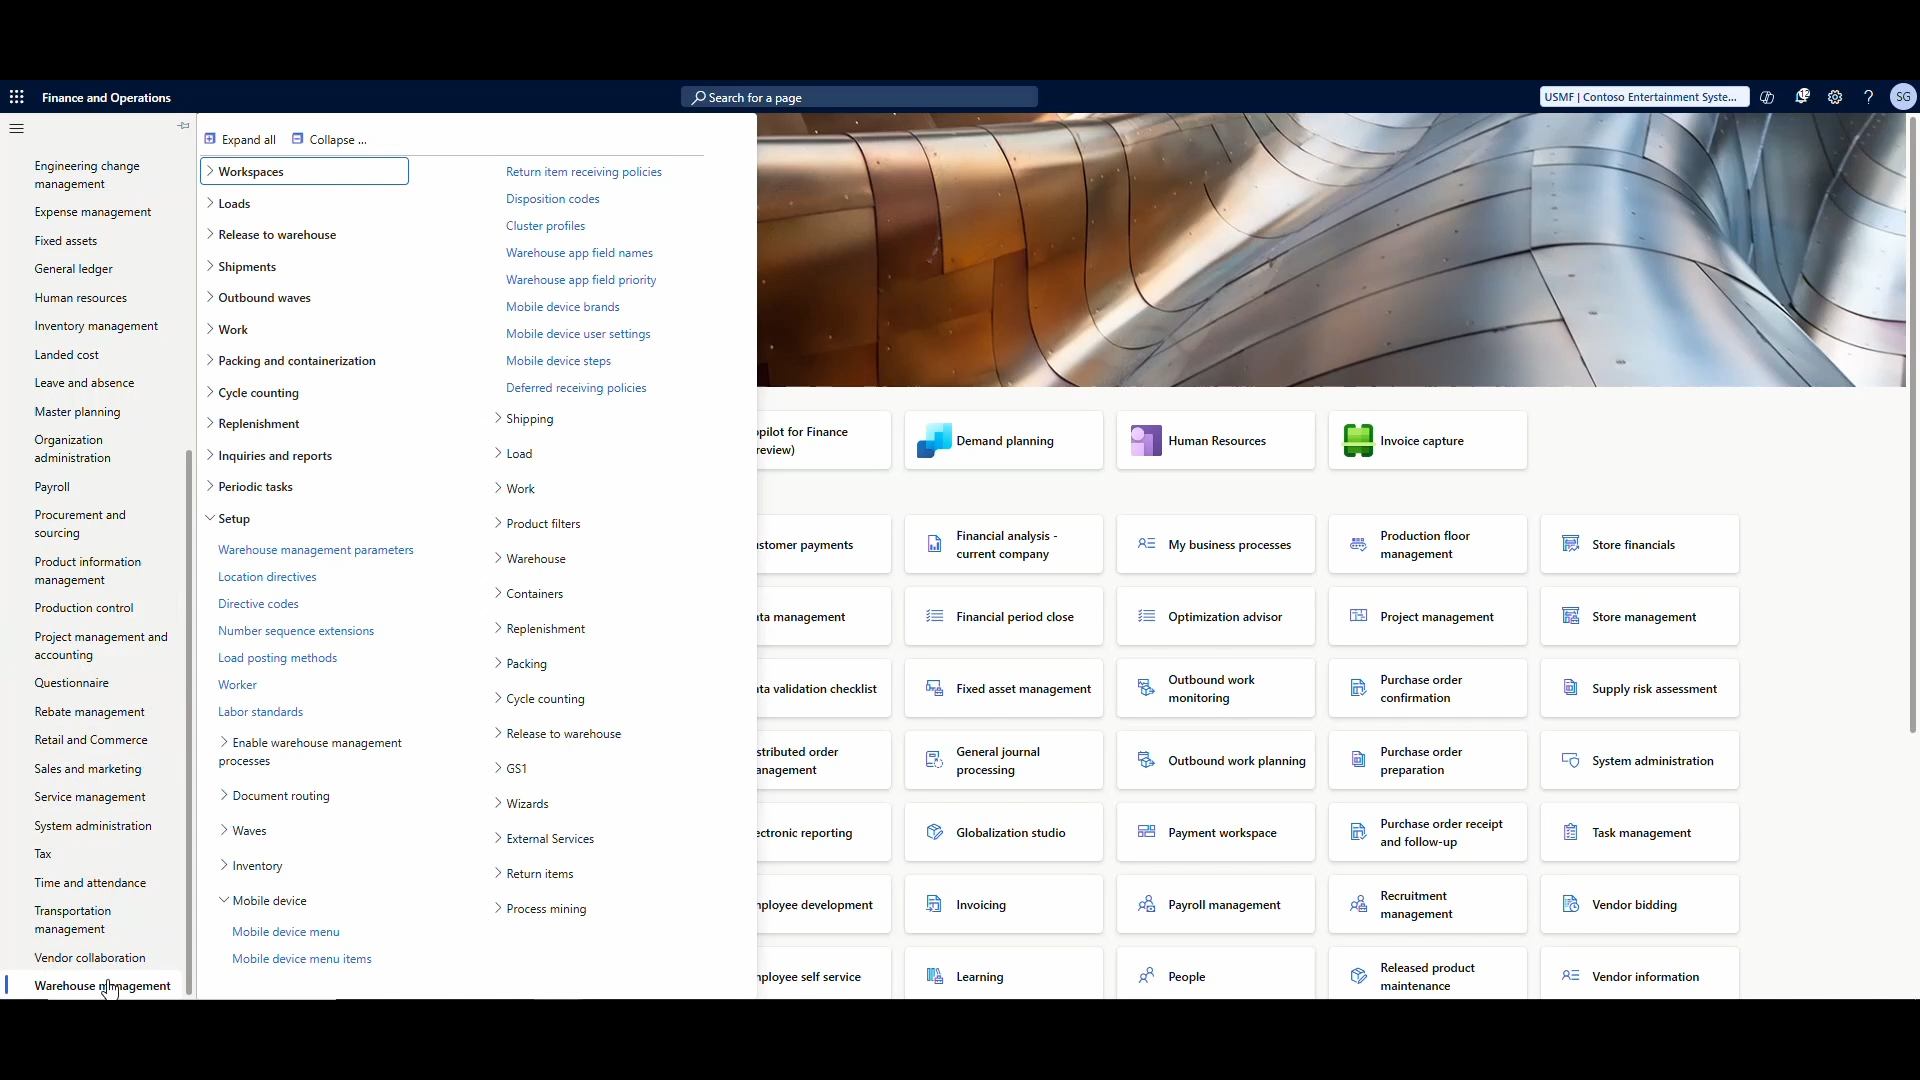 Finance and Operations
Search for a page
USMF | Contoso Entertainment Syste...
12
?
SG
Expand all
Collapse ...
Engineering change
management
Expense management
Fixed assets
General ledger
Human resources
Inventory management
Landed cost
Leave and absence
Master planning
Organization
administration
Payroll
Procurement and
sourcing
Product information
management
Production control
Project management and
accounting
Questionnaire
Rebate management
Retail and Commerce
Sales and marketing
Service management
System administration
Tax
Time and attendance
Transportation
management
Vendor collaboration
Warehouse management
Workspaces
Loads
Release to warehouse
Shipments
Outbound waves
Work
Packing and containerization
Cycle counting
Replenishment
Inquiries and reports
Periodic tasks
Setup
Warehouse management parameters
Location directives
Directive codes
Number sequence extensions
Load posting methods
Worker
Labor standards
Enable warehouse management
processes
Document routing
Waves
Inventory
Mobile device
Mobile device menu
Mobile device menu items
Return item receiving policies
Disposition codes
Cluster profiles
Warehouse app field names
Warehouse app field priority
Mobile device brands
Mobile device user settings
Mobile device steps
Deferred receiving policies
Shipping
Load
Work
Product filters
Warehouse
Containers
Replenishment
Packing
Cycle counting
Release to warehouse
GS1
Wizards
External Services
Return items
Process mining
pilot for Finance
review)
Demand planning
Human Resources
Invoice capture
stomer payments
Financial analysis -
current company
My business processes
Production floor
management
Store financials
ta management
Financial period close
Optimization advisor
Project management
Store management
ta validation checklist
Fixed asset management
Outbound work
monitoring
Purchase order
confirmation
Supply risk assessment
stributed order
anagement
General journal
processing
Outbound work planning
Purchase order
preparation
System administration
ectronic reporting
Globalization studio
Payment workspace
Purchase order receipt
and follow-up
Task management
nployee development
Invoicing
Payroll management
Recruitment
management
Vendor bidding
nployee self service
Learning
People
Released product
maintenance
Vendor information